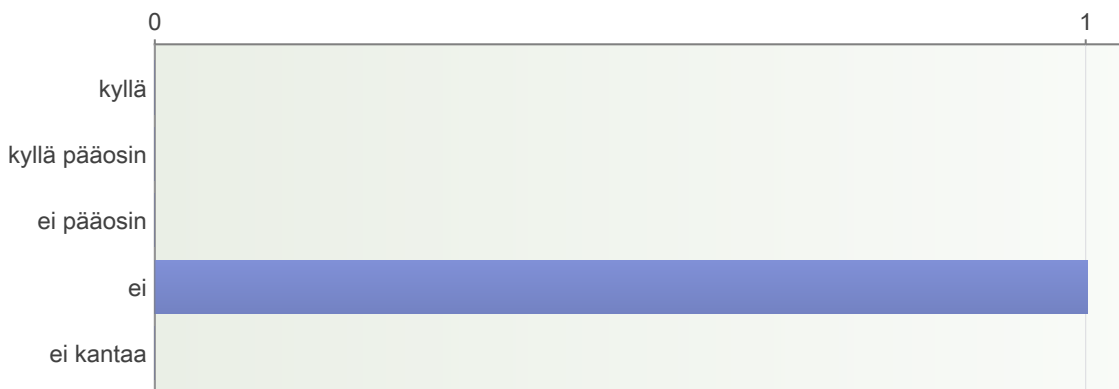 0 1
kyllä
kyllä pääosin
ei pääosin
ei
ei kantaa